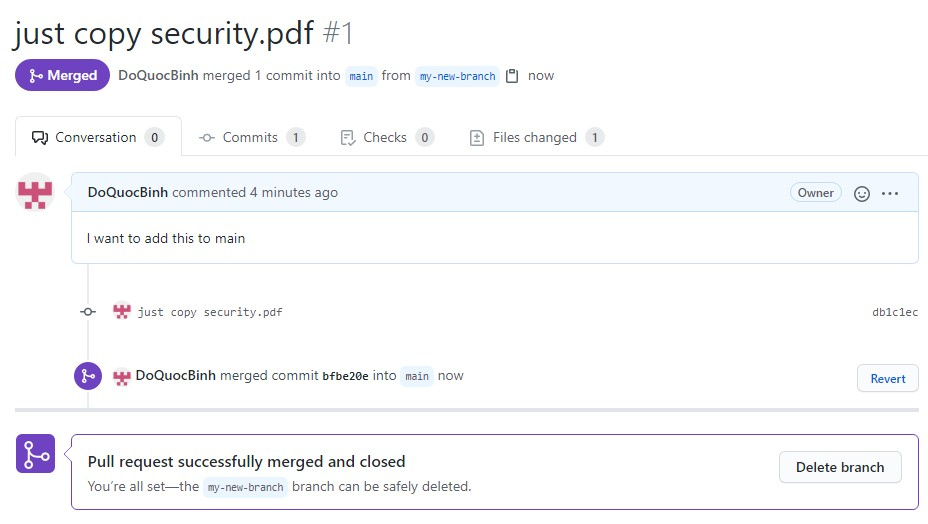 just copy security.pdf #1
Merged DoQuocBinh merged 1 commit into main from my-new-branch now
Conversation 0 Commits 1 Checks 0 Files changed 1
DoQuocBinh commented 4 minutes ago Owner
I want to add this to main
just copy security.pdf db1c1ec
DoQuocBinh merged commit bfbe20e into main now Revert
Pull request successfully merged and closed
You're all set—the my-new-branch branch can be safely deleted.
Delete branch